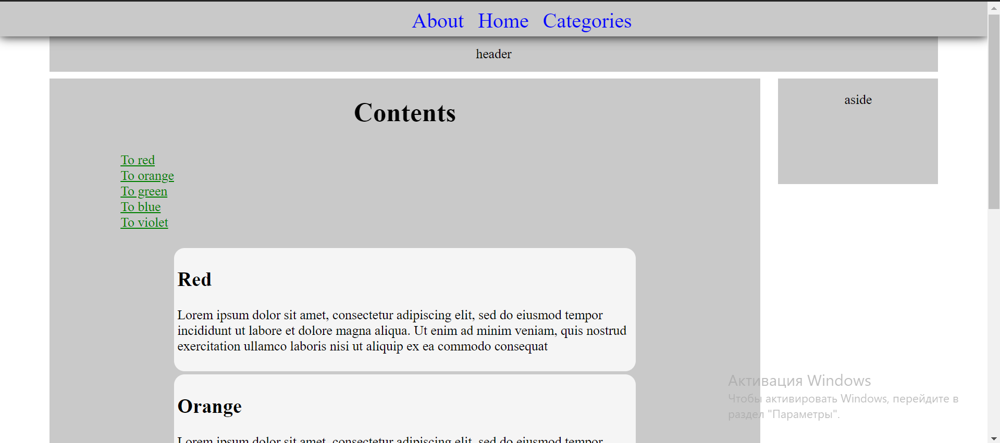 About Home Categories
header
Contents
aside
To red
To orange
To green
To blue
To violet
Red
Lorem ipsum dolor sit amet, consectetur adipiscing elit, sed do eiusmod tempor
incididunt ut labore et dolore magna aliqua. Ut enim ad minim veniam, quis nostrud
exercitation ullamco laboris nisi ut aliquip ex ea commodo consequat
Orange
Lorem ipsum dolor sit amet, consectetur adipiscing elit, sed do eiusmod tempor
Активация Windows
Чтобы активировать Windows, перейдите в
раздел "Параметры".